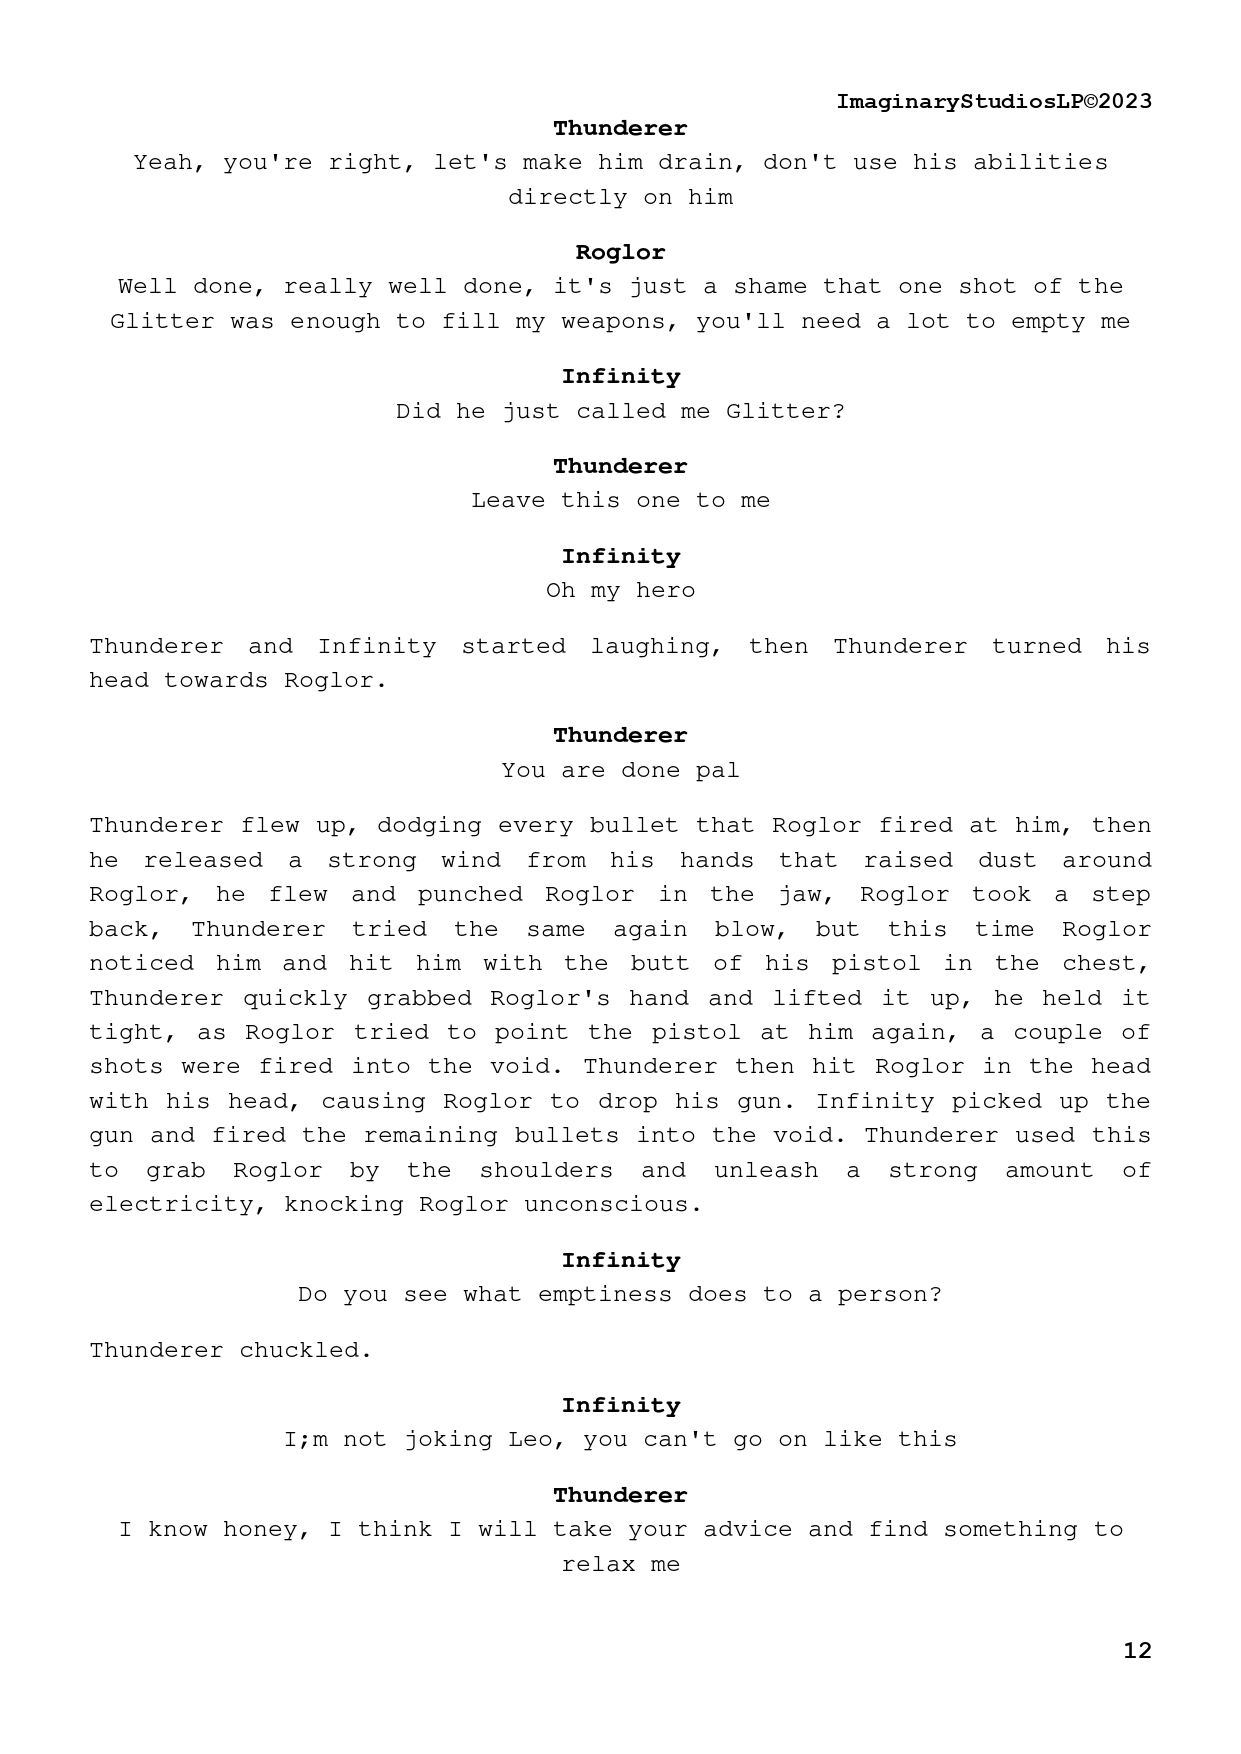 ImaginaryStudiosLP©2023
Thunderer
Yeah, you're right, let's make him drain, don't use his abilities
directly on him
Roglor
Well done, really well done, it's just a shame that one shot of the
Glitter was enough to fill my weapons, you'll need a lot to empty me
Infinity
Did he just called me Glitter?
Thunderer
Leave this one to me
Infinity
Oh my hero
Thunderer and Infinity started laughing, then Thunderer turned his
head towards Roglor.
Thunderer
You are done pal
Thunderer flew up, dodging every bullet that Roglor fired at him, then
he released a strong wind from his hands that raised dust around
Roglor, he flew and punched Roglor in the jaw, Roglor took a step
back, Thunderer tried the same again blow, but this time Roglor
noticed him and hit him with the butt of his pistol in the chest,
Thunderer quickly grabbed Roglor's hand and lifted it up, he held it
tight, as Roglor tried to point the pistol at him again, a couple of
shots were fired into the void. Thunderer then hit Roglor in the head
with his head, causing Roglor to drop his gun. Infinity picked up the
gun and fired the remaining bullets into the void. Thunderer used this
to grab Roglor by the shoulders and unleash a strong amount of
electricity, knocking Roglor unconscious.
Infinity
Do you see what emptiness does to a person?
Thunderer chuckled.
Infinity
I;m not joking Leo, you can't go on like this
Thunderer
I know honey, I think I will take your advice and find something to
relax me
12